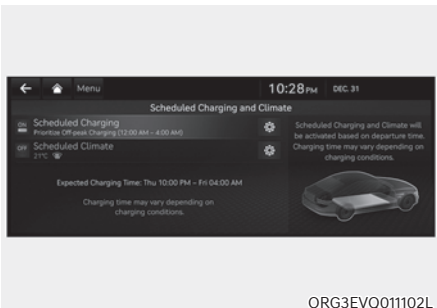 Menu
10:28 PM DEC. 31
Scheduled Charging and Climate
ON Scheduled Charging
Prioritize Off-peak Charging (12:00 AM – 4:00 AM)
OFF Scheduled Climate
21°C
Expected Charging Time: Thu 10:00 PM – Fri 04:00 AM
Charging time may vary depending on
charging conditions.
Scheduled Charging and Climate will
be activated based on departure time.
Charging time may vary depending on
charging conditions.
ORG3EVQ011102L